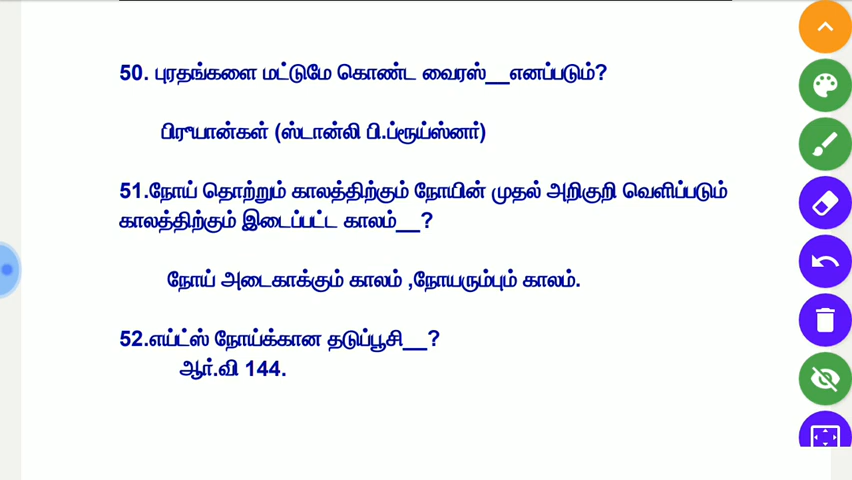 50. புரதங்களை மட்டுமே கொண்ட வைரஸ்__எனப்படும்?
பிரூயான்கள் (ஸ்டான்லி பி.ப்ரூய்ஸ்னர்)
51.நோய் தொற்றும் காலத்திற்கும் நோயின் முதல் அறிகுறி வெளிப்படும்
காலத்திற்கும் இடைப்பட்ட காலம்__?
நோய் அடைகாக்கும் காலம் ,நோயரும்பும் காலம்.
52.எய்ட்ஸ் நோய்க்கான தடுப்பூசி__?
ஆர்.வி 144.